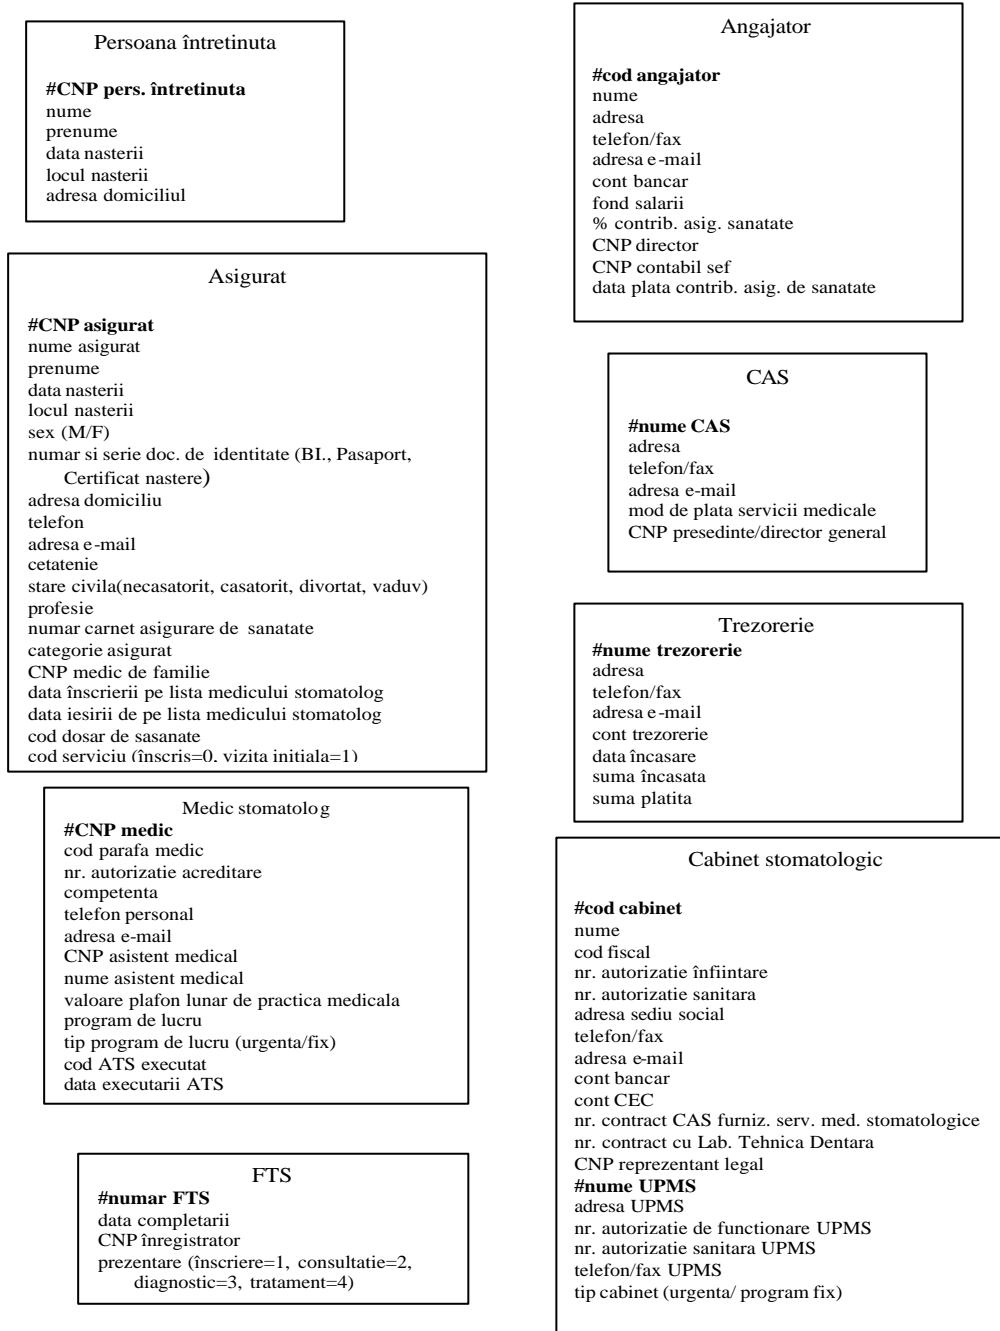 Persoana întretinuta
#CNP pers. întretinuta
nume
prenume
data nasterii
locul nasterii
adresa domiciliul
Asigurat
#CNP asigurat
nume asigurat
prenume
data nasterii
locul nasterii
sex (M/F)
numar si serie doc. de identitate (BI., Pasaport,
Certificat nastere)
adresa domiciliu
telefon
adresa e-mail
cetatenie
stare civila(necasatorit, casatorit, divortat, vaduv)
profesie
numar carnet asigurare de sanatate
categorie asigurat
CNP medic de familie
data înscrierii pe lista medicului stomatolog
data iesirii de pe lista medicului stomatolog
cod dosar de sasanate
cod serviciu (înscris=0, vizita initiala=1)
Medic stomatolog
#CNP medic
cod parafa medic
nr. autorizatie acreditare
competenta
telefon personal
adresa e-mail
CNP asistent medical
nume asistent medical
valoare plafon lunar de practica medicala
program de lucru
tip program de lucru (urgenta/fix)
cod ATS executat
data executarii ATS
FTS
#numar FTS
data completarii
CNP înregistrator
prezentare (înscriere=1, consultatie=2,
diagnostic=3, tratament=4)
Angajator
#cod angajator
nume
adresa
telefon/fax
adresa e-mail
cont bancar
fond salarii
% contrib. asig. sanatate
CNP director
CNP contabil sef
data plata contrib. asig. de sanatate
CAS
#nume CAS
adresa
telefon/fax
adresa e-mail
mod de plata servicii medicale
CNP presedinte/director general
Trezorerie
#nume trezorerie
adresa
telefon/fax
adresa e-mail
cont trezorerie
data încasare
suma încasata
suma platita
Cabinet stomatologic
#cod cabinet
nume
cod fiscal
nr. autorizatie înfiintare
nr. autorizatie sanitara
adresa sediu social
telefon/fax
adresa e-mail
cont bancar
cont CEC
nr. contract CAS furniz. serv. med. stomatologice
nr. contract cu Lab. Tehnica Dentara
CNP reprezentant legal
#nume UPMS
adresa UPMS
nr. autorizatie de functionare UPMS
nr. autorizatie sanitara UPMS
telefon/fax UPMS
tip cabinet (urgenta/ program fix)